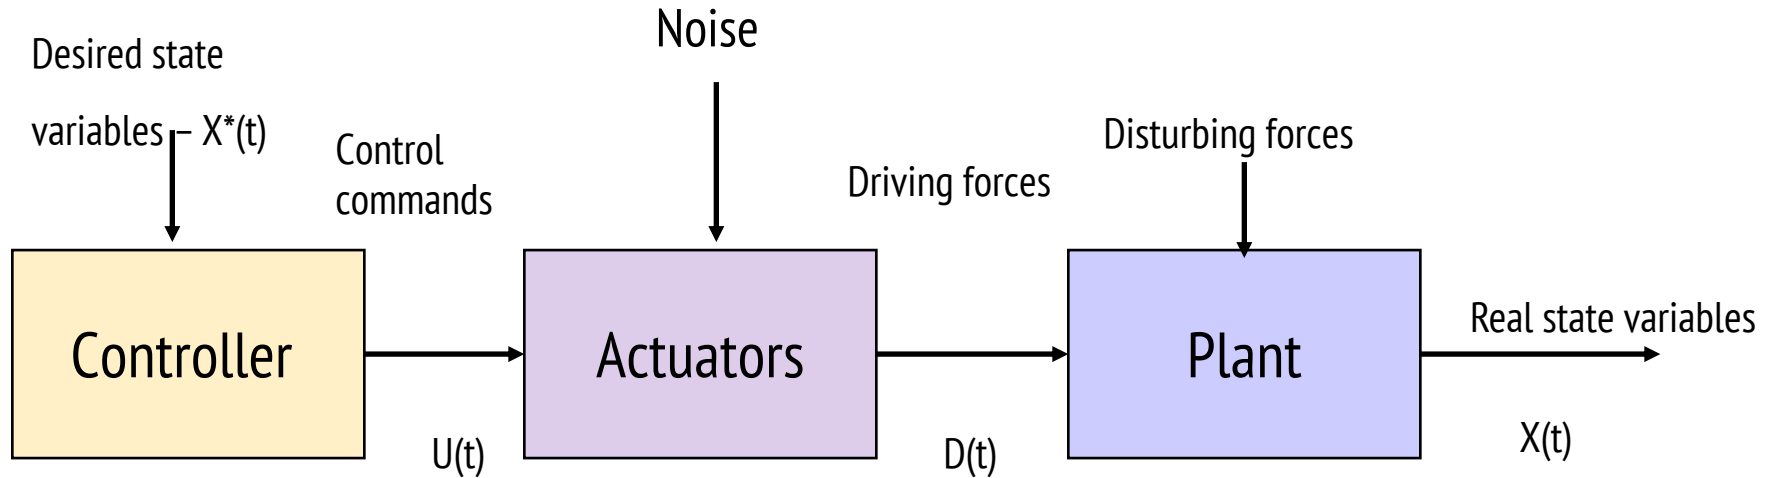 Desired state
variables – X*(t)
Noise
Control
commands
Driving forces
Disturbing forces
Controller
Actuators
Plant
Real state variables
U(t)
D(t)
X(t)